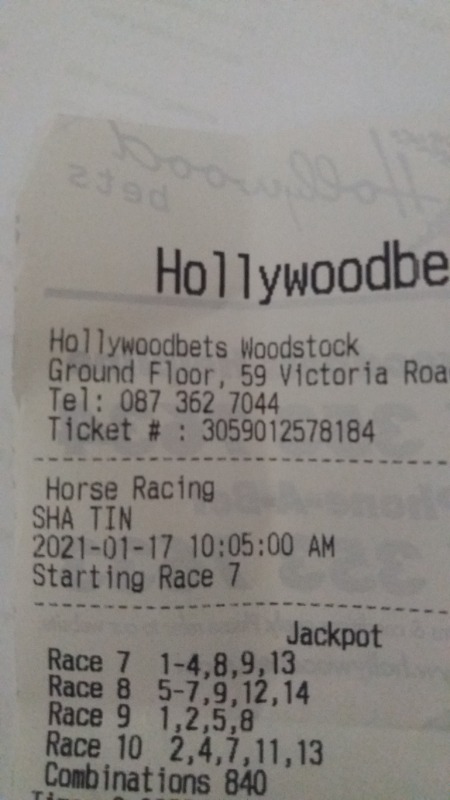 Hollywood
bets
Hollywoodbe
Hollywoodbets Woodstock
Ground Floor, 59 Victoria Roa
Tel: 087 362 7044
Ticket # : 3059012578184
Horse Racing
SHA TIN
2021-01-17 10:05:00 AM
Starting Race 7
Jackpot
Race 7 1-4,8,9,13
Race 8 5-7,9,12,14
Race 9 1,2,5,8
Race 10 2,4,7,11,13
Combinations 840